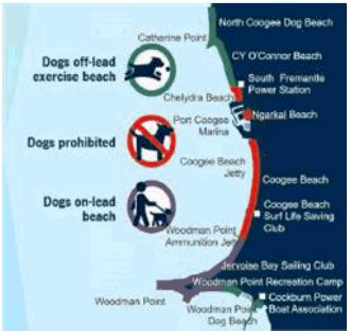 North Coogee Dog Beach
Catharine Point
Dogs off-lead
exercise beach
CY O'Connor Beach
South Fremantle
Power Station
Chelydra Beach
Ngarkal Beach
Port Coogee
Marina
Dogs prohibited
Coogee Beach
Jetty
Coogee Beach
Dogs on-lead
beach
Coogee Beach
Surf Life Saving
Club
Woodman Point
Ammunition Jett
Jervoise Bay Sailing Club
Woodman Point Recreation Camp
Woodman Point
Cockburn Power
Boat Association
Woodman Point
Dog Beach